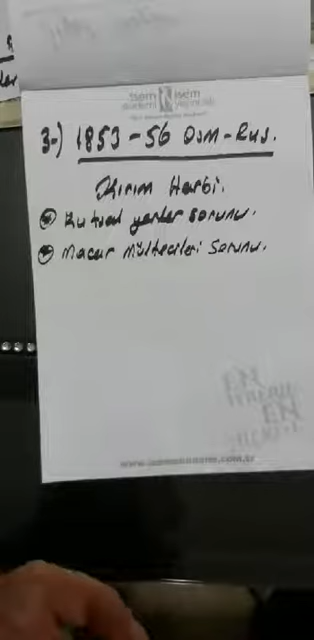 3-) 1853-56 Osm-Rus.
Kırım Harbi.
Kutsal yerler sorunu.
Macar Mültecileri Sorunu.